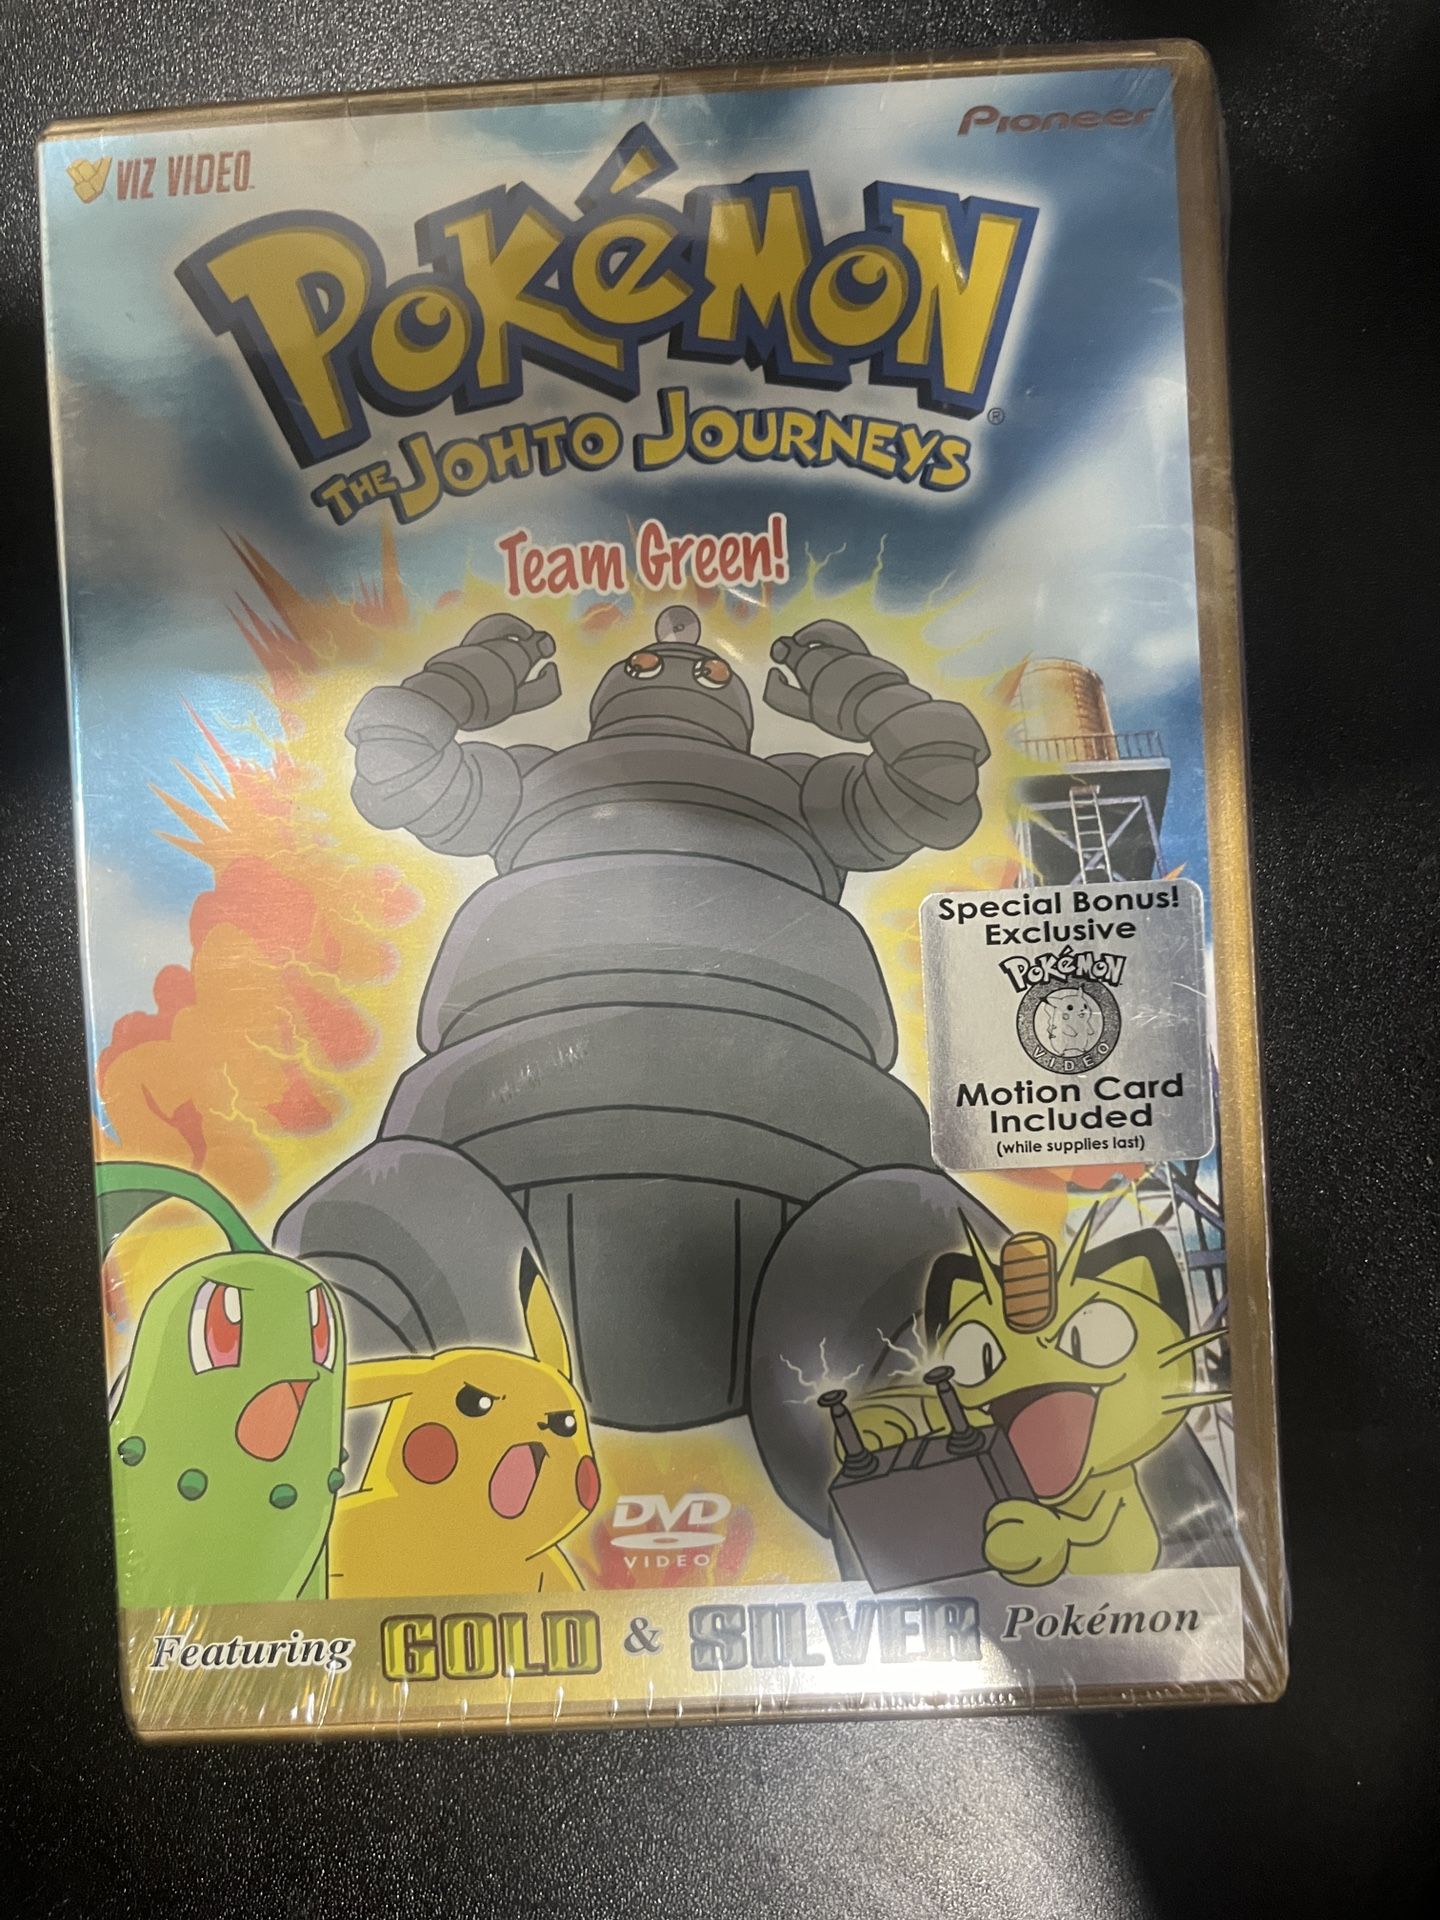 VIZ VIDEO
Pioneer
POKéMON®
THE JOHTO JOURNEYS
Team Green!
Special Bonus!
Exclusive
POKéMON
VIDEO
Motion Card
Included
(while supplies last)
DVD
VIDEO
Featuring GOLD & SILVER Pokémon